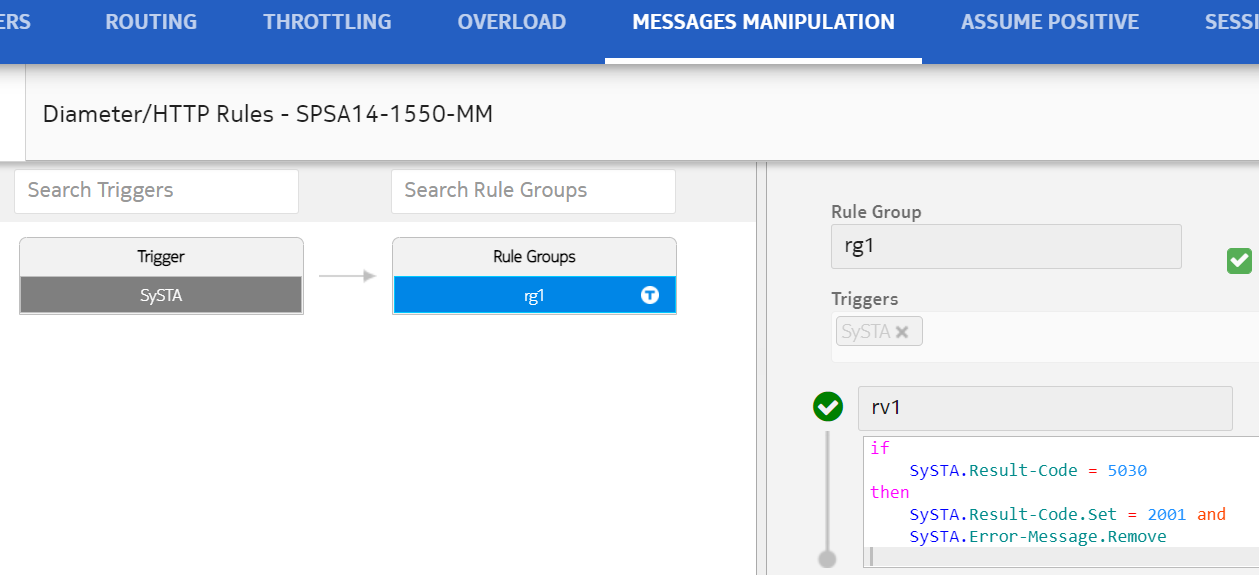 ERS ROUTING THROTTLING OVERLOAD MESSAGES MANIPULATION ASSUME POSITIVE SESSI
Diameter/HTTP Rules - SPSA14-1550-MM
Search Triggers
Search Rule Groups
Trigger
SySTA
Rule Groups
rg1 T
Rule Group
rg1
Triggers
SySTA
rv1
if
SySTA.Result-Code = 5030
then
SySTA.Result-Code.Set = 2001 and
SySTA.Error-Message.Remove